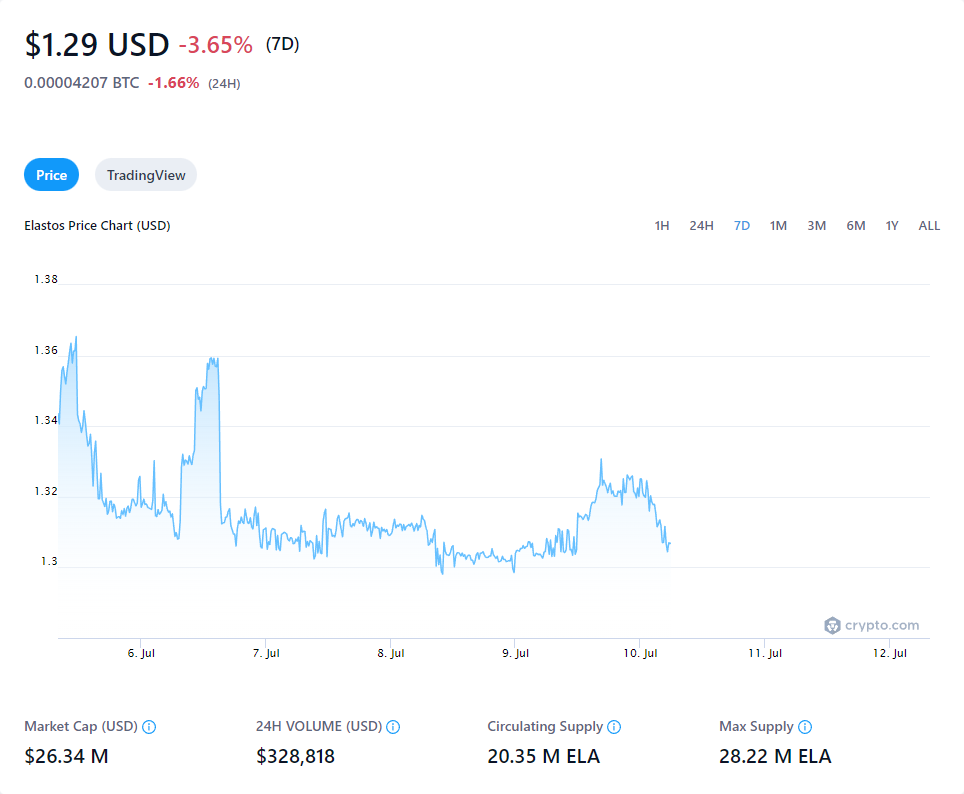 $1.29 USD -3.65% (7D)
0.00004207 BTC -1.66% (24H)
Price TradingView
Elastos Price Chart (USD) 1H 24H 7D 1M 3M 6M 1Y ALL
1.38
1.36
1.34
1.32
1.3
crypto.com
6. Jul 7. Jul 8. Jul 9. Jul 10. Jul 11. Jul 12. Jul
Market Cap (USD) 24H VOLUME (USD) Circulating Supply Max Supply
$26.34 M $328,818 20.35 M ELA 28.22 M ELA